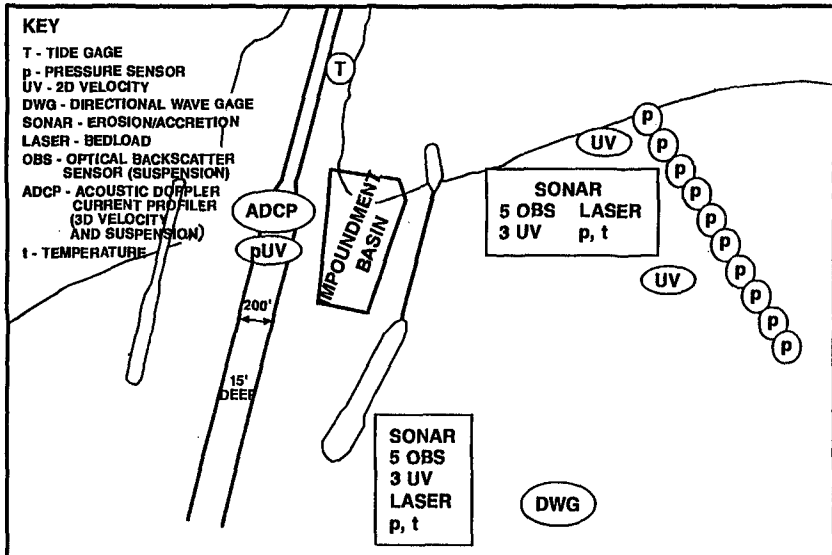 KEY
T - TIDE GAGE
p - PRESSURE SENSOR
UV - 2D VELOCITY
DWG - DIRECTIONAL WAVE GAGE
SONAR - EROSION/ACCRETION
LASER - BEDLOAD
OBS - OPTICAL BACKSCATTER
SENSOR (SUSPENSION)
ADCP - ACOUSTIC DOPPLER
CURRENT PROFILER
(3D VELOCITY
AND SUSPENSION)
t - TEMPERATURE
T
ADCP
pUV
200'
15'
DEEP
IMPOUNDMENT
BASIN
UV
p
p
p
p
p
p
p
p
p
p
SONAR
5 OBS LASER
3 UV p, t
UV
SONAR
5 OBS
3 UV
LASER
p, t
DWG